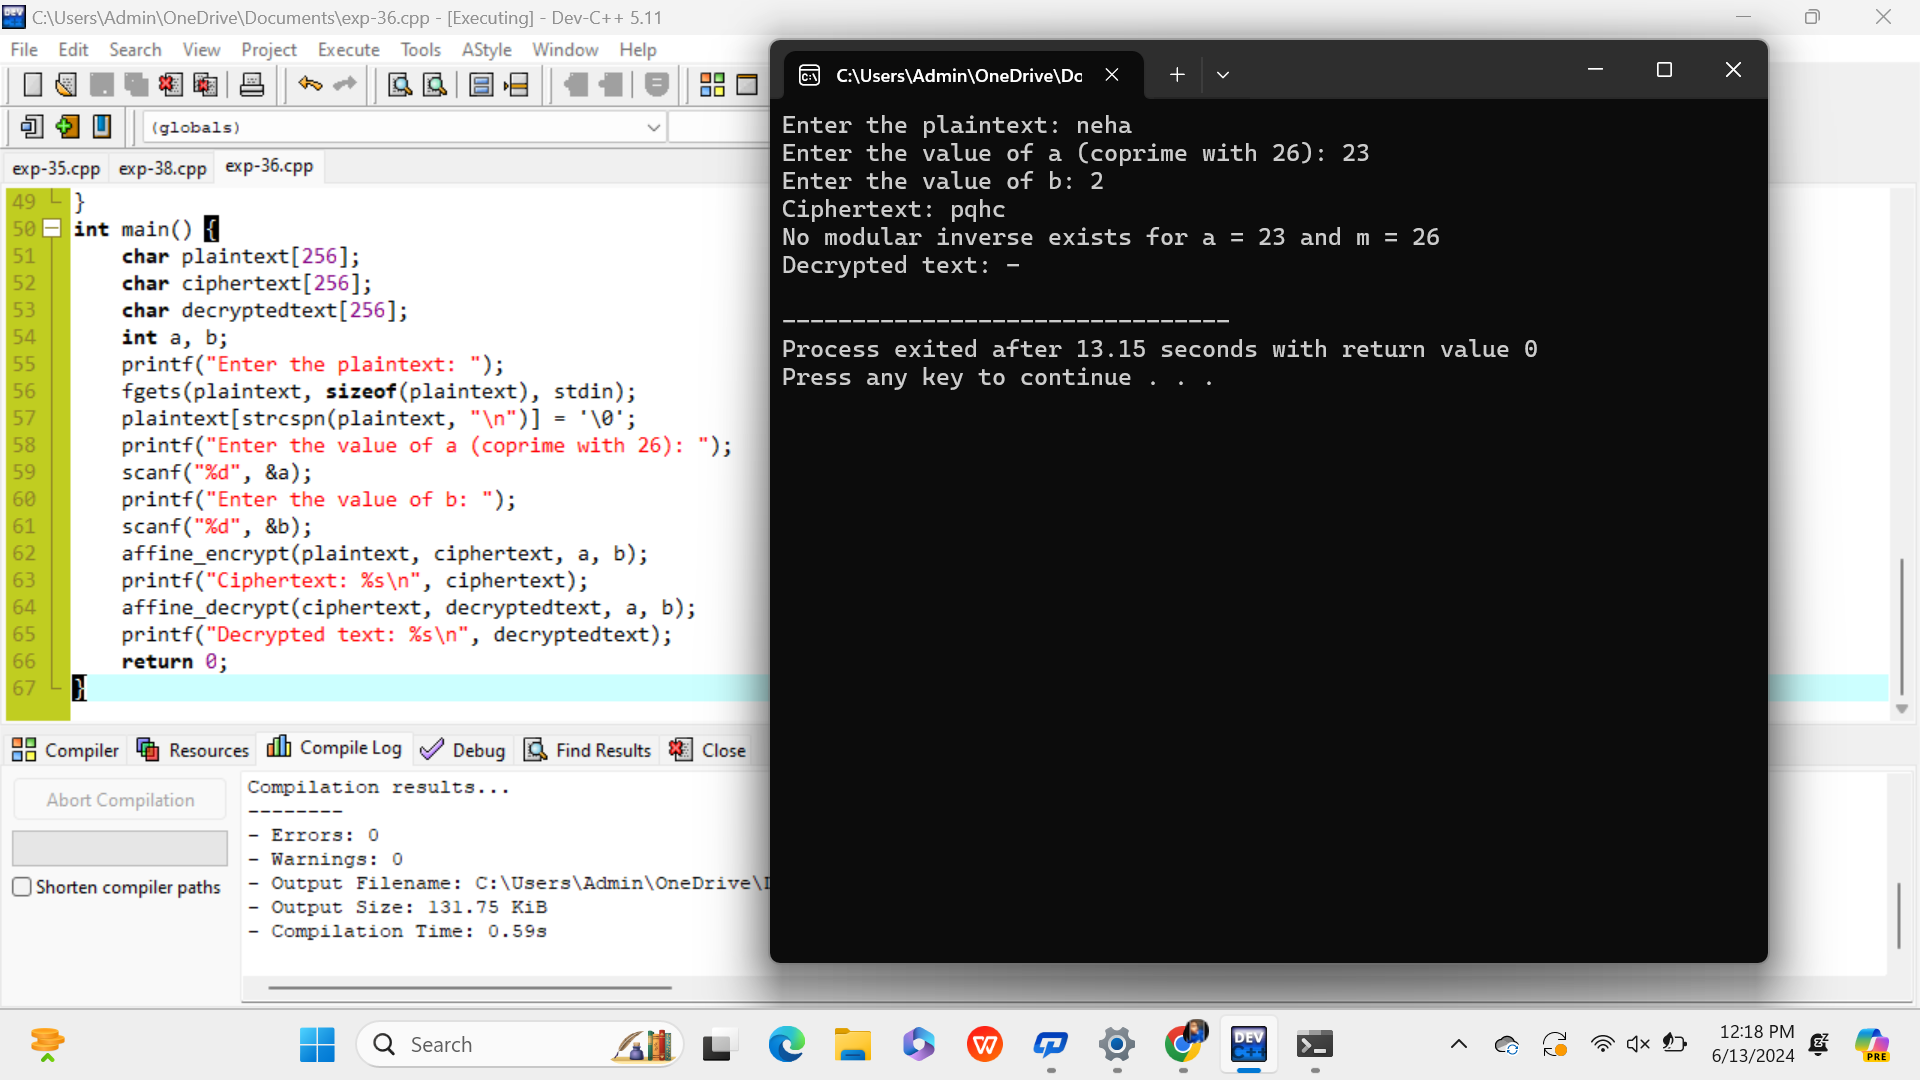 C:\Users\Admin\OneDrive\Documents\exp-36.cpp - [Executing] - Dev-C++ 5.11
File Edit Search View Project Execute Tools AStyle Window Help
(globals)
exp-35.cpp exp-38.cpp exp-36.cpp
49 }
50 int main() {
51 char plaintext[256];
52 char ciphertext[256];
53 char decryptedtext[256];
54 int a, b;
55 printf("Enter the plaintext: ");
56 fgets(plaintext, sizeof(plaintext), stdin);
57 plaintext[strcspn(plaintext, "\n")] = '\0';
58 printf("Enter the value of a (coprime with 26): ");
59 scanf("%d", &a);
60 printf("Enter the value of b: ");
61 scanf("%d", &b);
62 affine_encrypt(plaintext, ciphertext, a, b);
63 printf("Ciphertext: %s\n", ciphertext);
64 affine_decrypt(ciphertext, decryptedtext, a, b);
65 printf("Decrypted text: %s\n", decryptedtext);
66 return 0;
67 }
C:\Users\Admin\OneDrive\Dc
Enter the plaintext: neha
Enter the value of a (coprime with 26): 23
Enter the value of b: 2
Ciphertext: pqhc
No modular inverse exists for a = 23 and m = 26
Decrypted text: –
--------------------------------
Process exited after 13.15 seconds with return value 0
Press any key to continue . . .
Compiler Resources Compile Log Debug Find Results Close
Abort Compilation
Shorten compiler paths
Compilation results...
--------
- Errors: 0
- Warnings: 0
- Output Filename: C:\Users\Admin\OneDrive\
- Output Size: 131.75 KiB
- Compilation Time: 0.59s
Search
DEV C++
12:18 PM
6/13/2024
PRE